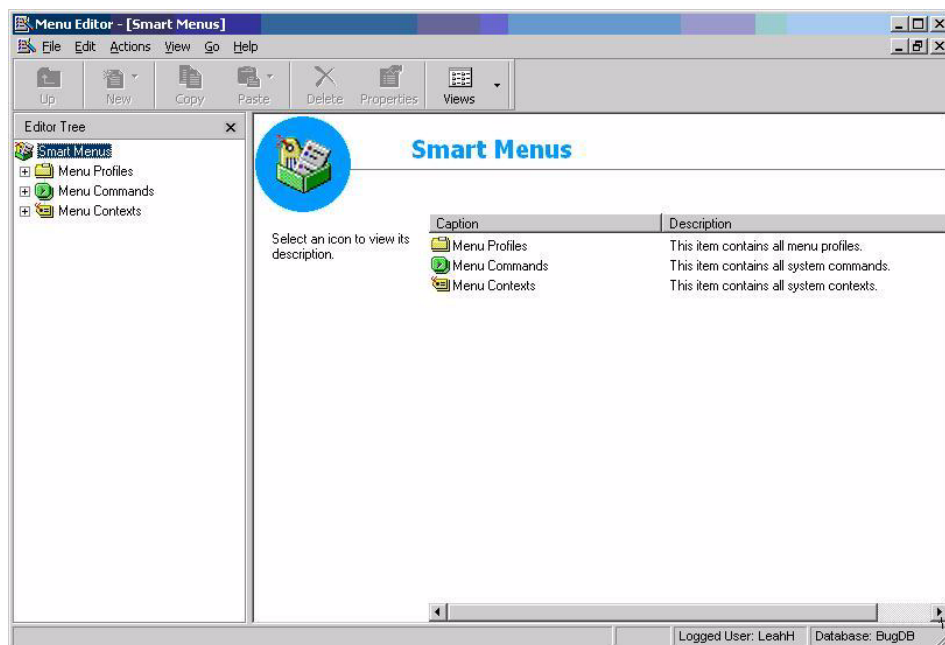 Menu Editor - [Smart Menus]
File Edit Actions View Go Help
Up New Copy Paste Delete Properties Views
Editor Tree
Smart Menus
Menu Profiles
Menu Commands
Menu Contexts
Smart Menus
Select an icon to view its
description.
Caption Description
Menu Profiles This item contains all menu profiles.
Menu Commands This item contains all system commands.
Menu Contexts This item contains all system contexts.
Logged User: LeahH Database: BugDB